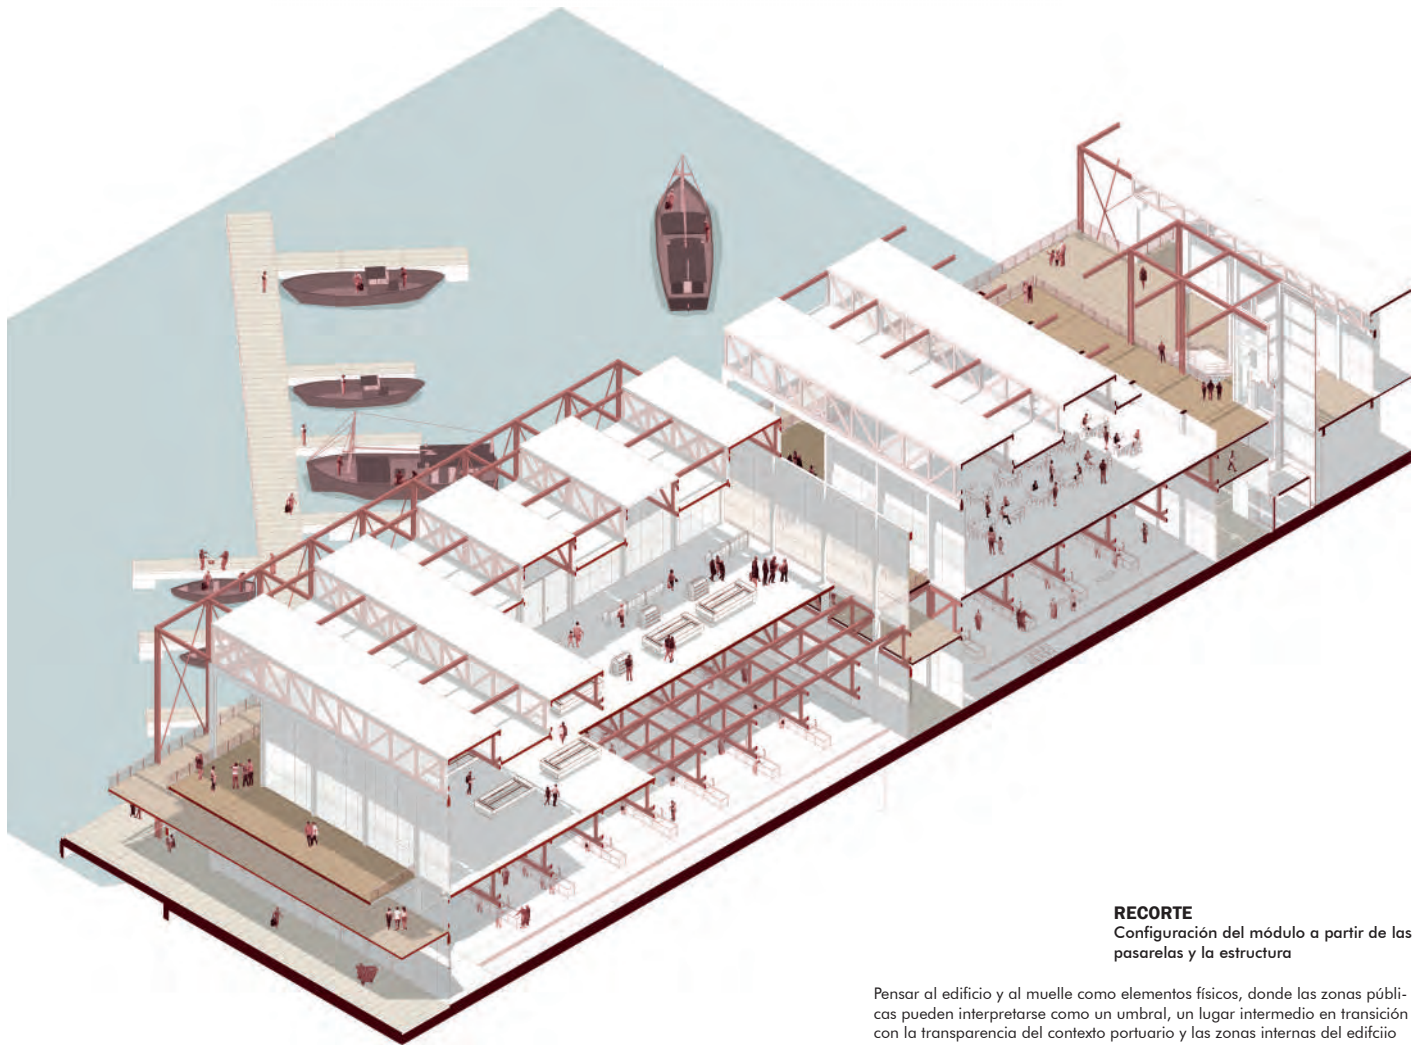 RECORTE
Configuración del módulo a partir de las
pasarelas y la estructura
Pensar al edificio y al muelle como elementos físicos, donde las zonas públi-
cas pueden interpretarse como un umbral, un lugar intermedio en transición
con la transparencia del contexto portuario y las zonas internas del edifciio